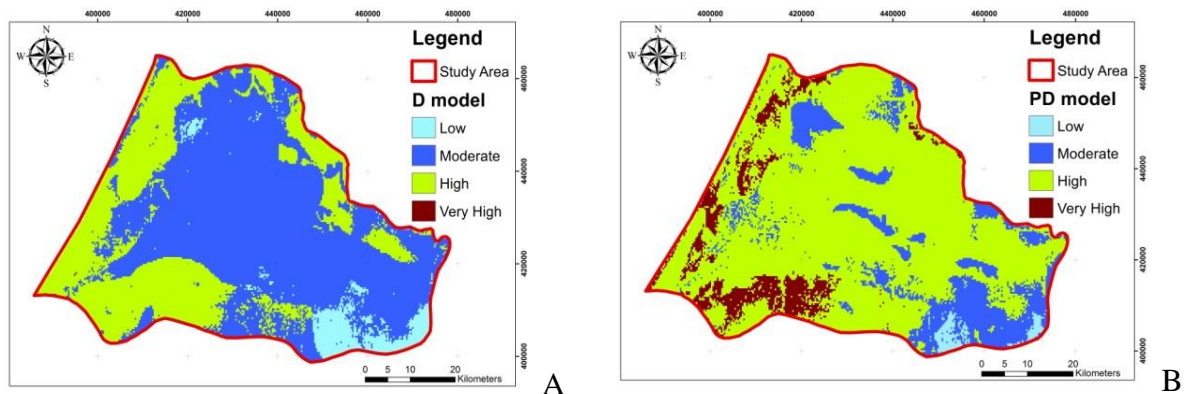 400000 420000 440000 460000 480000
N
W E
S
Legend
Study Area
D model
Low
Moderate
High
Very High
460000
440000
420000
400000
0 5 10 20
Kilometers
A
400000 420000 440000 460000 480000
N
W E
S
Legend
Study Area
PD model
Low
Moderate
High
Very High
460000
440000
420000
400000
0 5 10 20
Kilometers
B